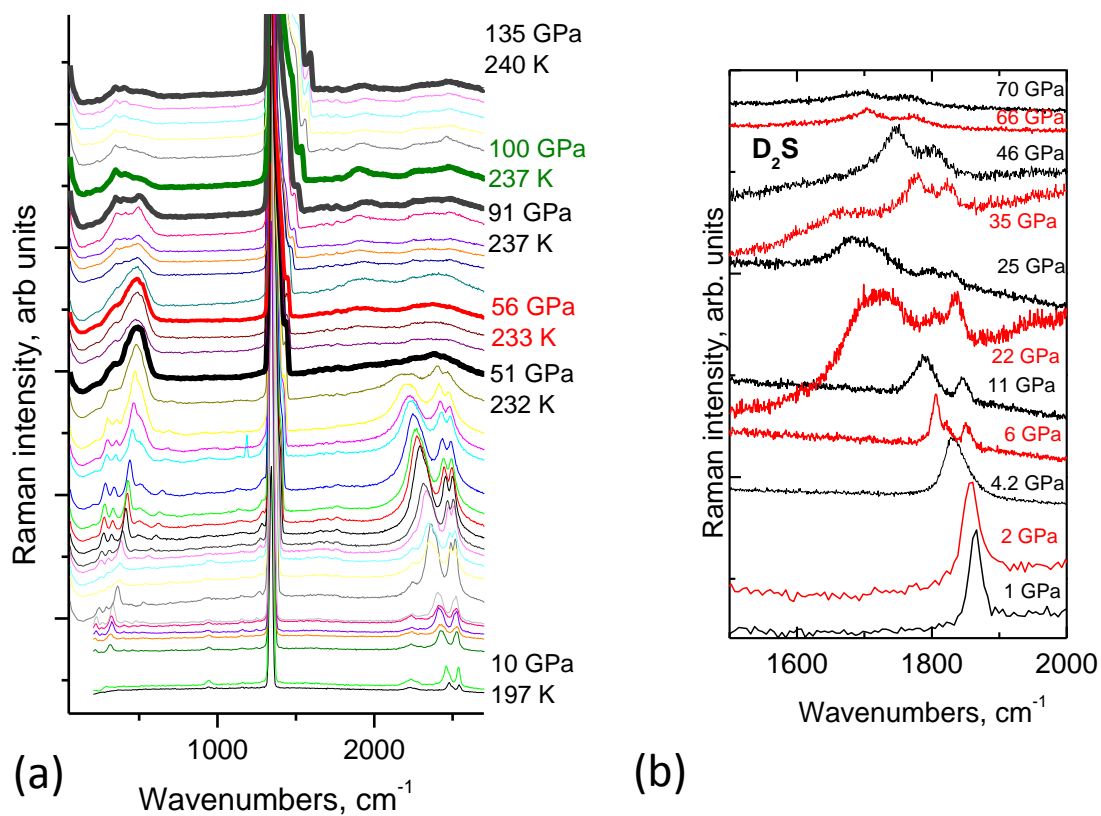 Raman intensity, arb units
135 GPa
240 K
100 GPa
237 K
91 GPa
237 K
56 GPa
233 K
51 GPa
232 K
10 GPa
197 K
1000
2000
Wavenumbers, cm⁻¹
(a)
1600
1800
2000
Raman intensity, arb. units
D₂S
70 GPa
66 GPa
46 GPa
35 GPa
25 GPa
22 GPa
11 GPa
6 GPa
4.2 GPa
2 GPa
1 GPa
1600
1800
2000
Wavenumbers, cm⁻¹
(b)